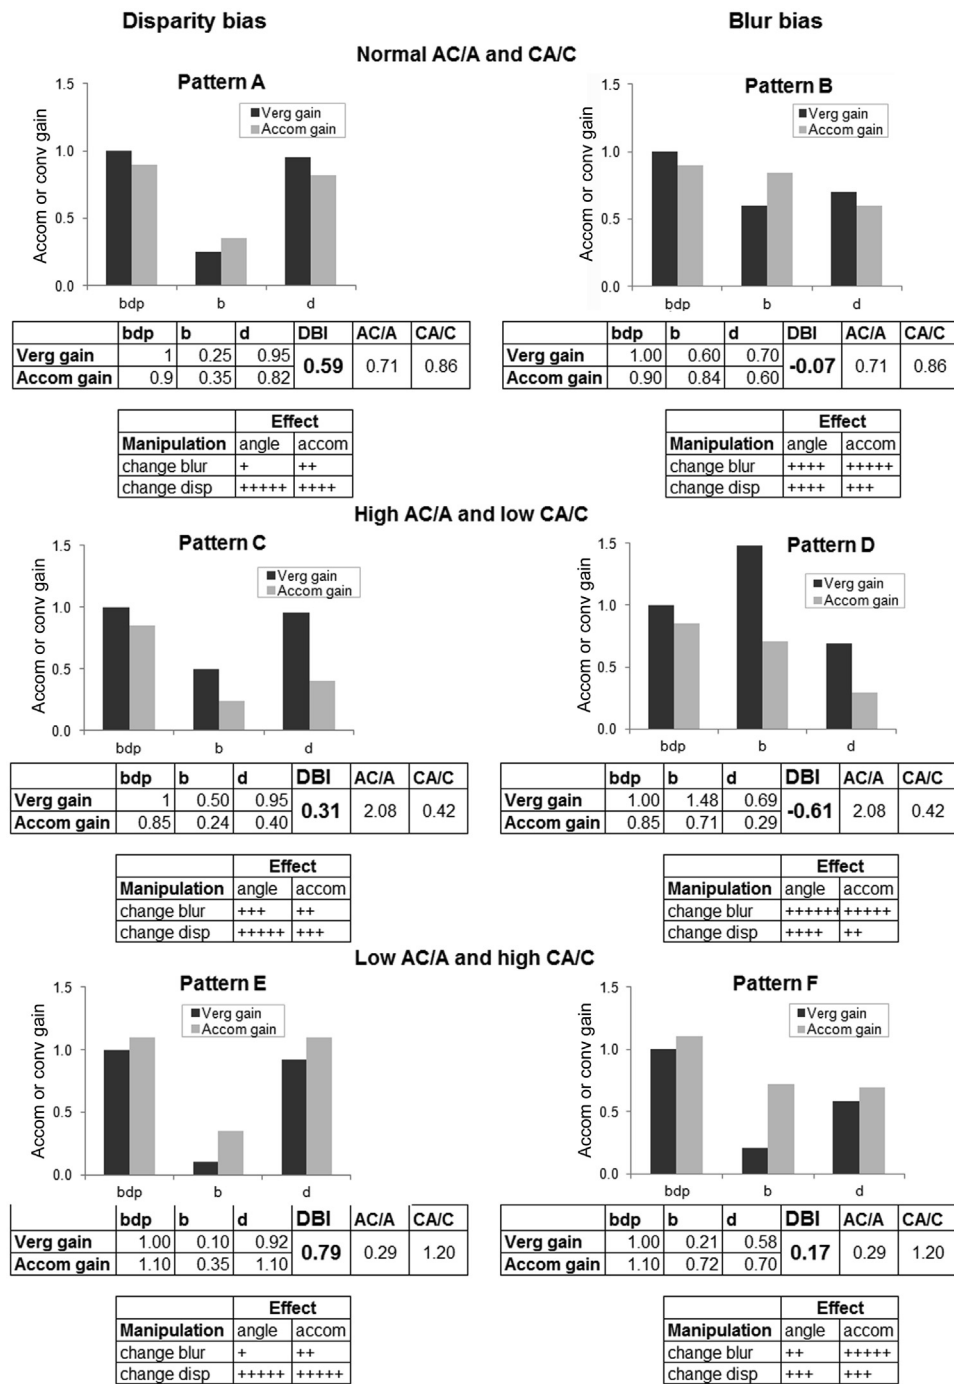 Disparity bias
Blur bias
Normal AC/A and CA/C
Pattern A
Accom or conv gain
1.5
1.0
0.5
0.0
Verg gain
Accom gain
bdp b d
bdp b d DBI AC/A CA/C
Verg gain 1 0.25 0.95 0.59 0.71 0.86
Accom gain 0.9 0.35 0.82
Effect
Manipulation angle accom
change blur + ++
change disp +++++ ++++
Pattern B
Accom or conv gain
1.5
1.0
0.5
0.0
Verg gain
Accom gain
bdp b d
bdp b d DBI AC/A CA/C
Verg gain 1.00 0.60 0.70 -0.07 0.71 0.86
Accom gain 0.90 0.84 0.60
Effect
Manipulation angle accom
change blur ++++ +++++
change disp ++++ +++
High AC/A and low CA/C
Pattern C
Accom or conv gain
1.5
1.0
0.5
0.0
Verg gain
Accom gain
bdp b d
bdp b d DBI AC/A CA/C
Verg gain 1 0.50 0.95 0.31 2.08 0.42
Accom gain 0.85 0.24 0.40
Effect
Manipulation angle accom
change blur +++ ++
change disp +++++ +++
Pattern D
Accom or conv gain
1.5
1.0
0.5
0.0
Verg gain
Accom gain
bdp b d
bdp b d DBI AC/A CA/C
Verg gain 1.00 1.48 0.69 -0.61 2.08 0.42
Accom gain 0.85 0.71 0.29
Effect
Manipulation angle accom
change blur ++++++ +++++
change disp ++++ ++
Low AC/A and high CA/C
Pattern E
Accom or conv gain
1.5
1.0
0.5
0.0
Verg gain
Accom gain
bdp b d
bdp b d DBI AC/A CA/C
Verg gain 1.00 0.10 0.92 0.79 0.29 1.20
Accom gain 1.10 0.35 1.10
Effect
Manipulation angle accom
change blur + ++
change disp +++++ +++++
Pattern F
Accom or conv gain
1.5
1.0
0.5
0.0
Verg gain
Accom gain
bdp b d
bdp b d DBI AC/A CA/C
Verg gain 1.00 0.21 0.58 0.17 0.29 1.20
Accom gain 1.10 0.72 0.70
Effect
Manipulation angle accom
change blur ++ +++++
change disp +++ +++